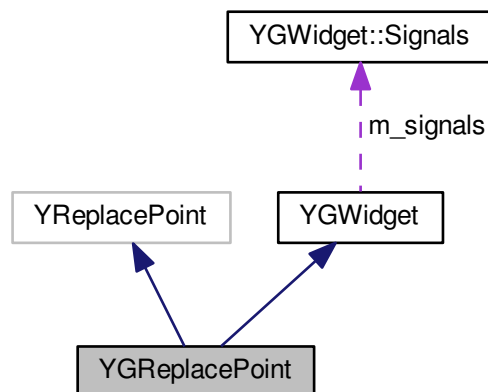 YGWidget::Signals
m_signals
YReplacePoint
YGWidget
YGReplacePoint